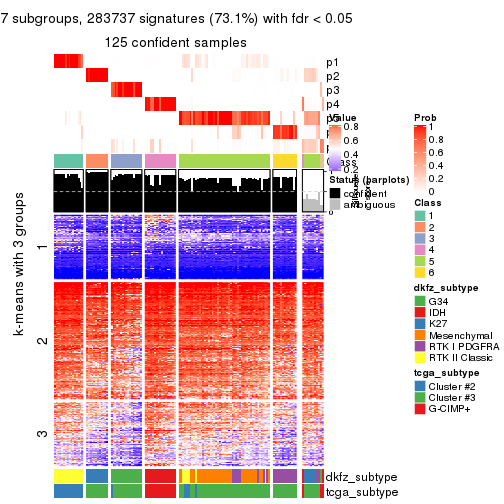 7 subgroups, 283737 signatures (73.1%) with fdr < 0.05
125 confident samples
p1
p2
p3
p4
Value
0.8
0.6
0.4
0.2
Class
Status (barplots)
confident
ambiguous
0
k-means with 3 groups
1
2
3
Prob
1
0.8
0.6
0.4
0.2
0
Class
1
2
3
4
5
6
dkfz_subtype
G34
IDH
K27
Mesenchymal
RTK I PDGFRA
RTK II Classic
tcga_subtype
Cluster #2
Cluster #3
G-CIMP+
dkfz_subtype
tcga_subtype